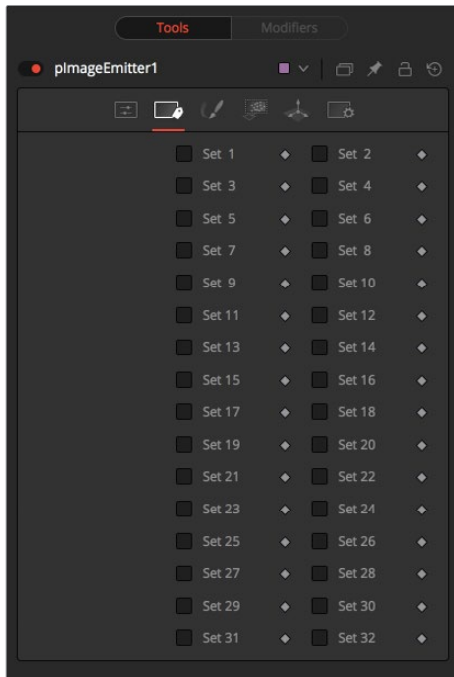 Tools Modifiers
pImageEmitter1
Set 1 Set 2
Set 3 Set 4
Set 5 Set 6
Set 7 Set 8
Set 9 Set 10
Set 11 Set 12
Set 13 Set 14
Set 15 Set 16
Set 17 Set 18
Set 19 Set 20
Set 21 Set 22
Set 23 Set 24
Set 25 Set 26
Set 27 Set 28
Set 29 Set 30
Set 31 Set 32